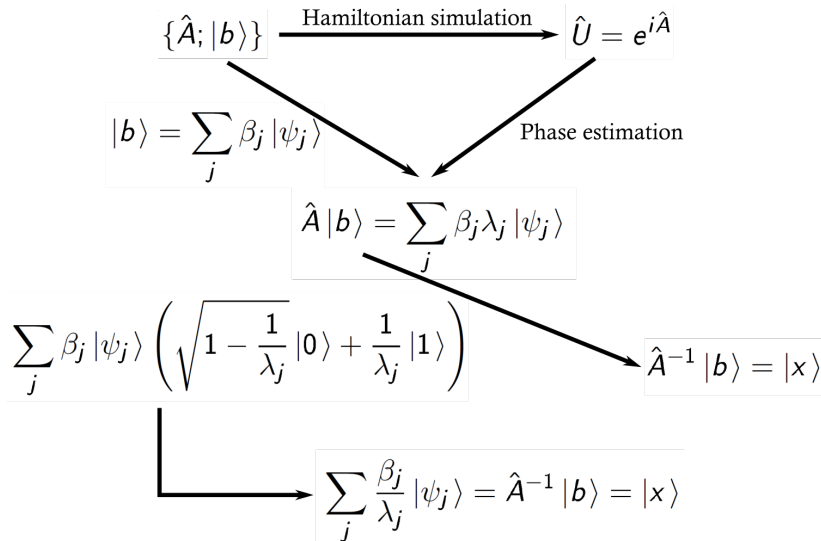 {Â; |b⟩}
Hamiltonian simulation
Û = e^{iÂ}
|b⟩ = ∑_j β_j |ψ_j⟩
Phase estimation
Â |b⟩ = ∑_j β_j λ_j |ψ_j⟩
∑_j β_j |ψ_j⟩ (√(1 − 1/λ_j) |0⟩ + 1/λ_j |1⟩)
Â^{−1} |b⟩ = |x⟩
∑_j β_j/λ_j |ψ_j⟩ = Â^{−1} |b⟩ = |x⟩